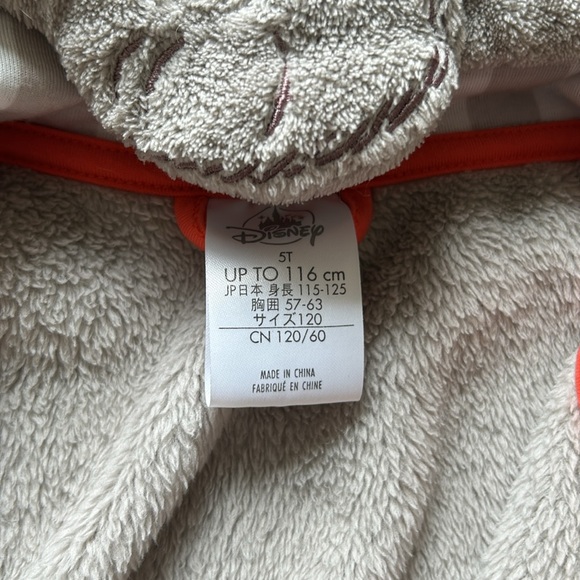 Disney
5T
UP TO 116 cm
JP日本 身長 115-125
胸囲 57-63
サイズ120
CN 120/60
MADE IN CHINA
FABRIQUÉ EN CHINE